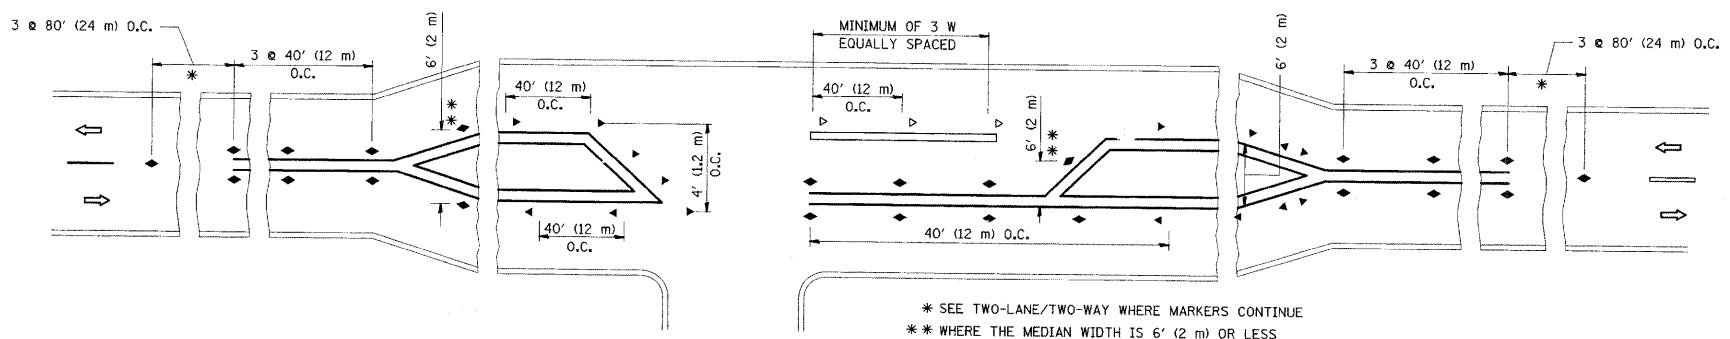 3 @ 80' (24 m) O.C.
3 @ 40' (12 m)
O.C.
6' (2 m)
**
40' (12 m)
O.C.
4' (1.2 m)
O.C.
40' (12 m)
O.C.
MINIMUM OF 3 W
EQUALLY SPACED
40' (12 m)
O.C.
6' (2 m)
**
40' (12 m) O.C.
6' (2 m)
3 @ 40' (12 m)
O.C.
3 @ 80' (24 m) O.C.
*
*
* SEE TWO-LANE/TWO-WAY WHERE MARKERS CONTINUE
** WHERE THE MEDIAN WIDTH IS 6' (2 m) OR LESS